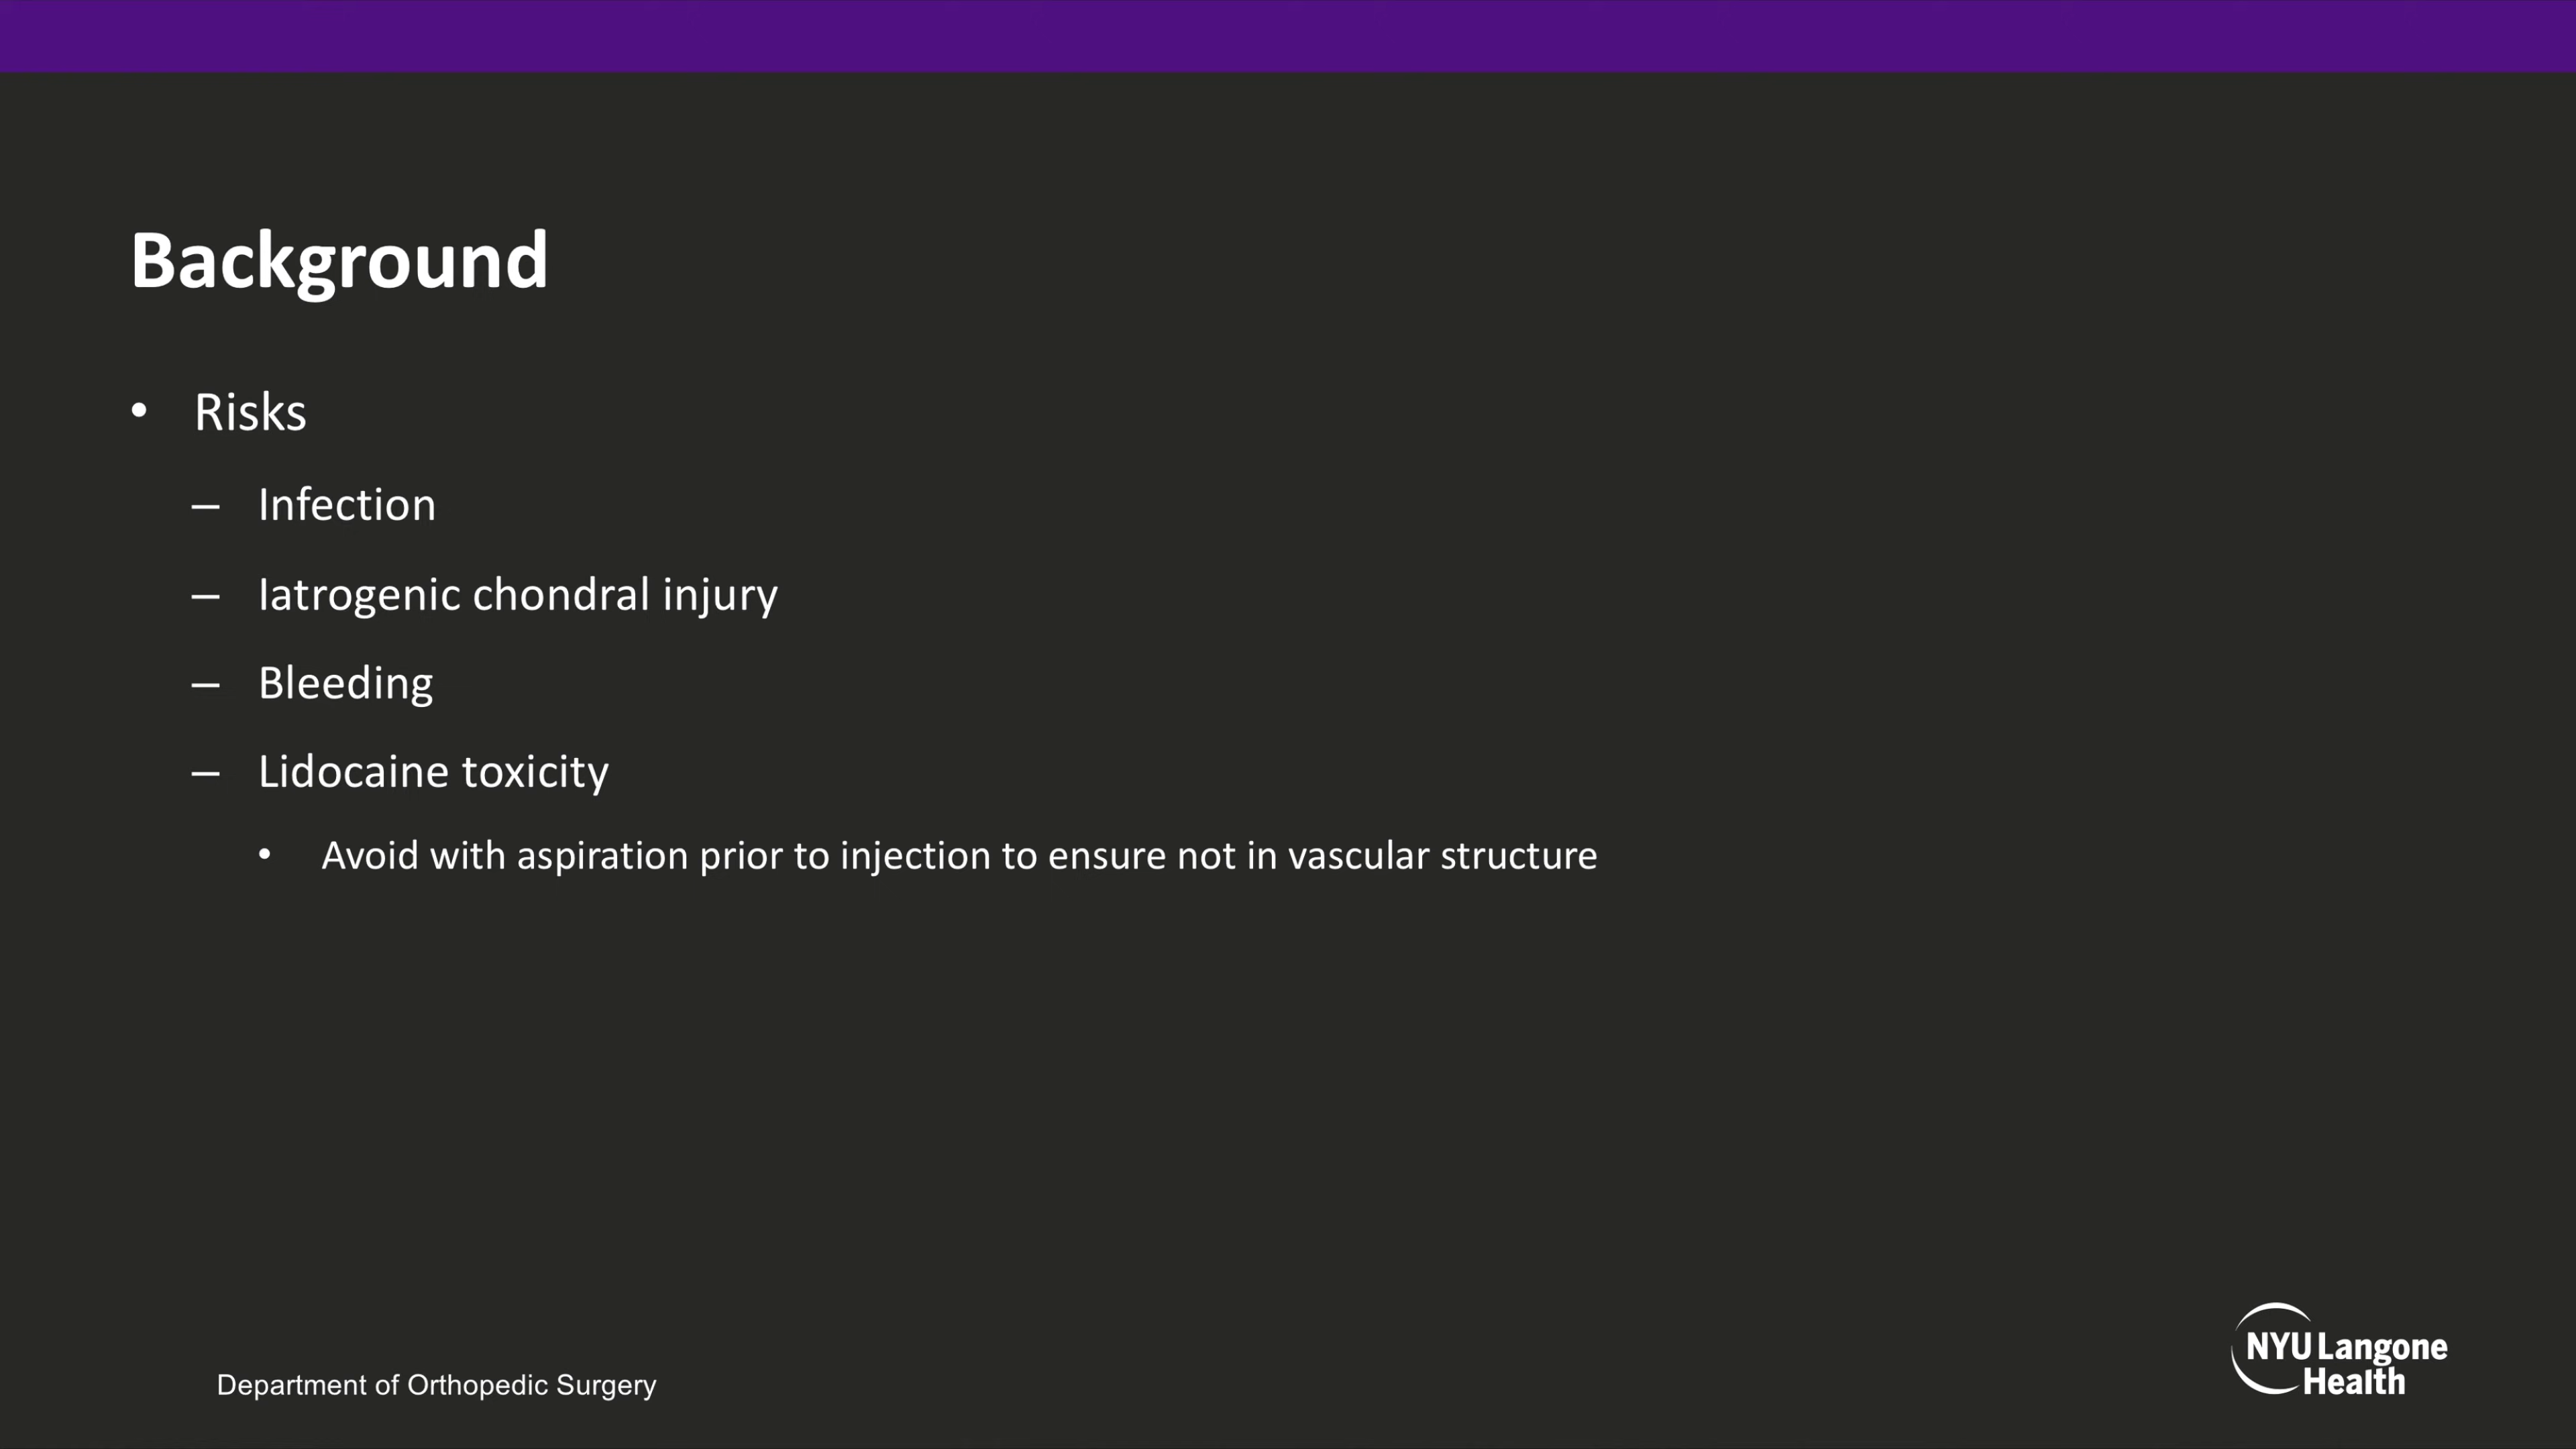 Background
• Risks
– Infection
– Iatrogenic chondral injury
– Bleeding
– Lidocaine toxicity
• Avoid with aspiration prior to injection to ensure not in vascular structure
Department of Orthopedic Surgery
NYU Langone
Health